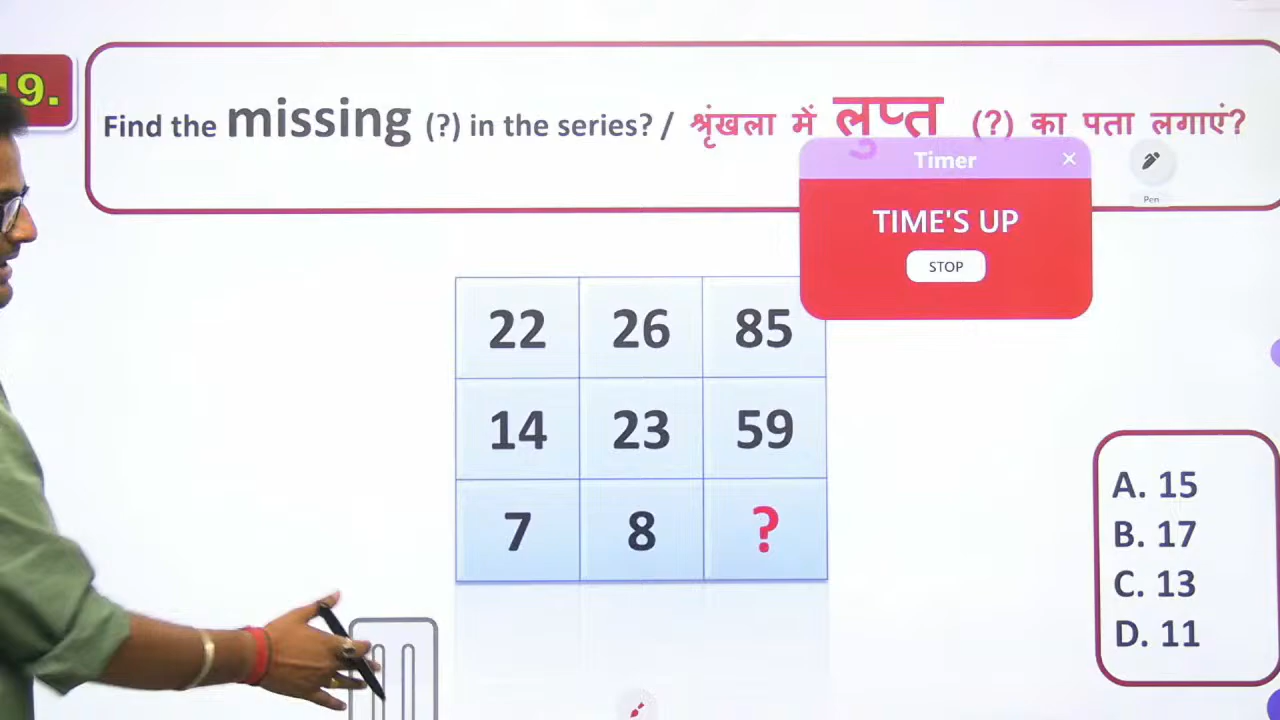 19.
Find the missing (?) in the series? / श्रृंखला में लुप्त (?) का पता लगाएं?
Timer
Pen
TIME'S UP
STOP
22 26 85
14 23 59
7 8 ?
A. 15
B. 17
C. 13
D. 11